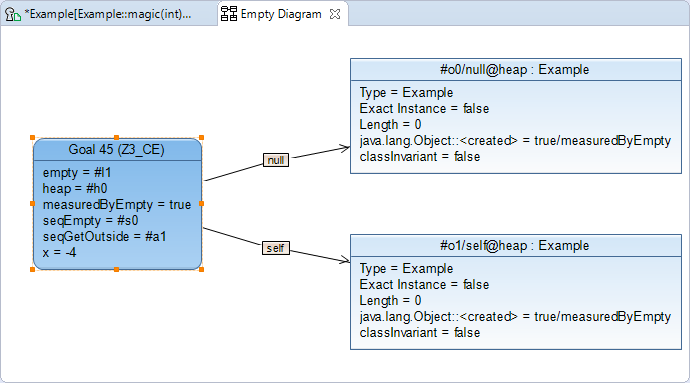 *Example[Example::magic(int)...
Empty Diagram
#o0/null@heap : Example
Type = Example
Exact Instance = false
Length = 0
java.lang.Object::<created> = true/measuredByEmpty
classInvariant = false
Goal 45 (Z3_CE)
empty = #l1
heap = #h0
measuredByEmpty = true
seqEmpty = #s0
seqGetOutside = #a1
x = -4
null
self
#o1/self@heap : Example
Type = Example
Exact Instance = false
Length = 0
java.lang.Object::<created> = true/measuredByEmpty
classInvariant = false